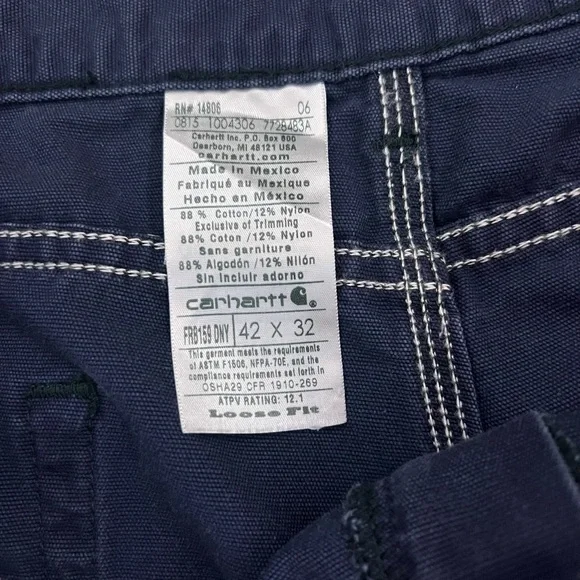 RN# 14806 06
0815 1004306 7728483A
Carhartt Inc. P.O. Box 600
Dearborn, MI 48121 USA
carhartt.com
Made in Mexico
Fabriqué au Mexique
Hecho en México
88 % Cotton/12% Nylon
Exclusive of Trimming
88% Coton/12% Nylon
Sans garniture
88% Algodón/12% Nilón
Sin incluir adorno
carhartt
FRB159 DNY 42 X 32
This garment meets the requirements
of ASTM F1506, NFPA-70E, and the
compliance requirements set forth in
OSHA29 CFR 1910-269
ATPV RATING: 12.1
Loose Fit